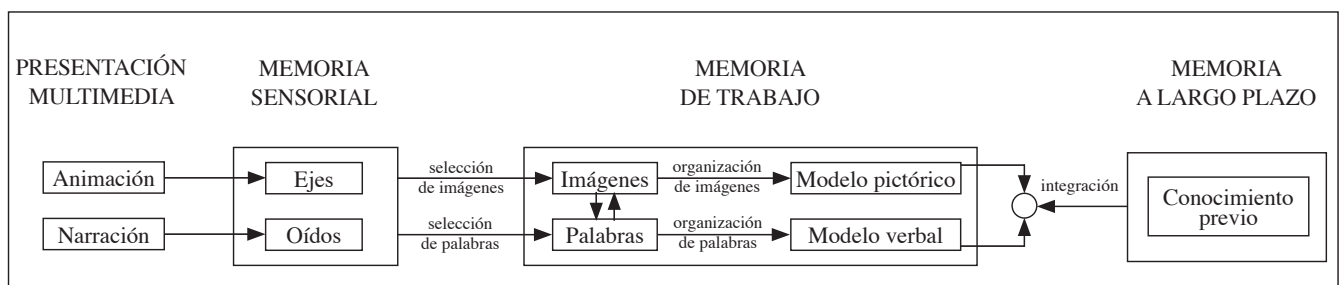 PRESENTACIÓN
MULTIMEDIA
MEMORIA
SENSORIAL
MEMORIA
DE TRABAJO
MEMORIA
A LARGO PLAZO
Animación
Ejes
selección
de imágenes
Imágenes
organización
de imágenes
Modelo pictórico
integración
Conocimiento
previo
Narración
Oídos
selección
de palabras
Palabras
organización
de palabras
Modelo verbal